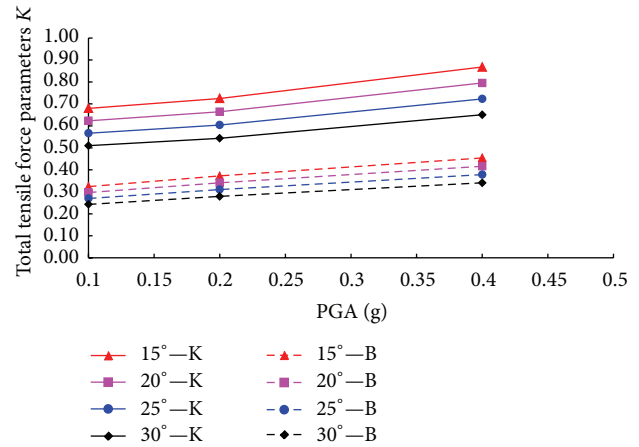 Total tensile force parameters K
1.00
0.90
0.80
0.70
0.60
0.50
0.40
0.30
0.20
0.10
0.00
0.1 0.15 0.2 0.25 0.3 0.35 0.4 0.45 0.5
PGA (g)
15°—K 15°—B
20°—K 20°—B
25°—K 25°—B
30°—K 30°—B